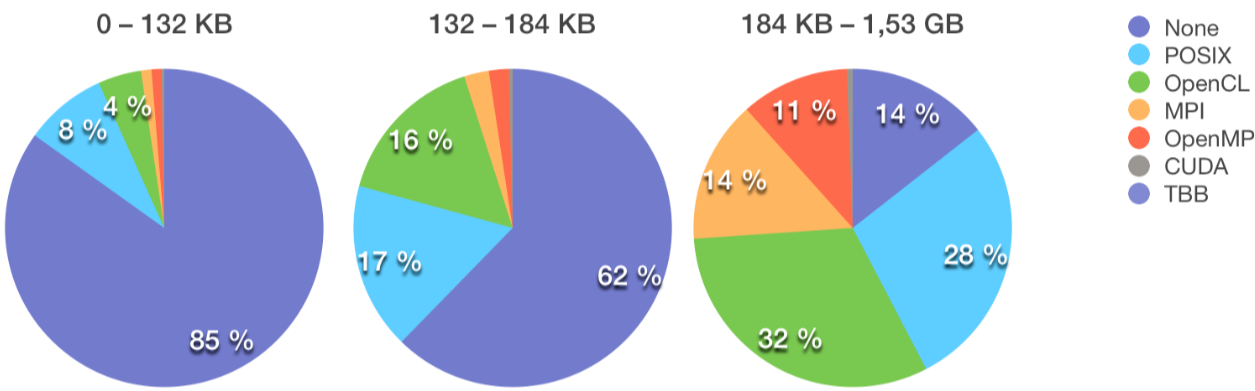 0 – 132 KB
4 %
8 %
85 %
132 – 184 KB
16 %
17 %
62 %
184 KB – 1,53 GB
11 %
14 %
14 %
28 %
32 %
None
POSIX
OpenCL
MPI
OpenMP
CUDA
TBB